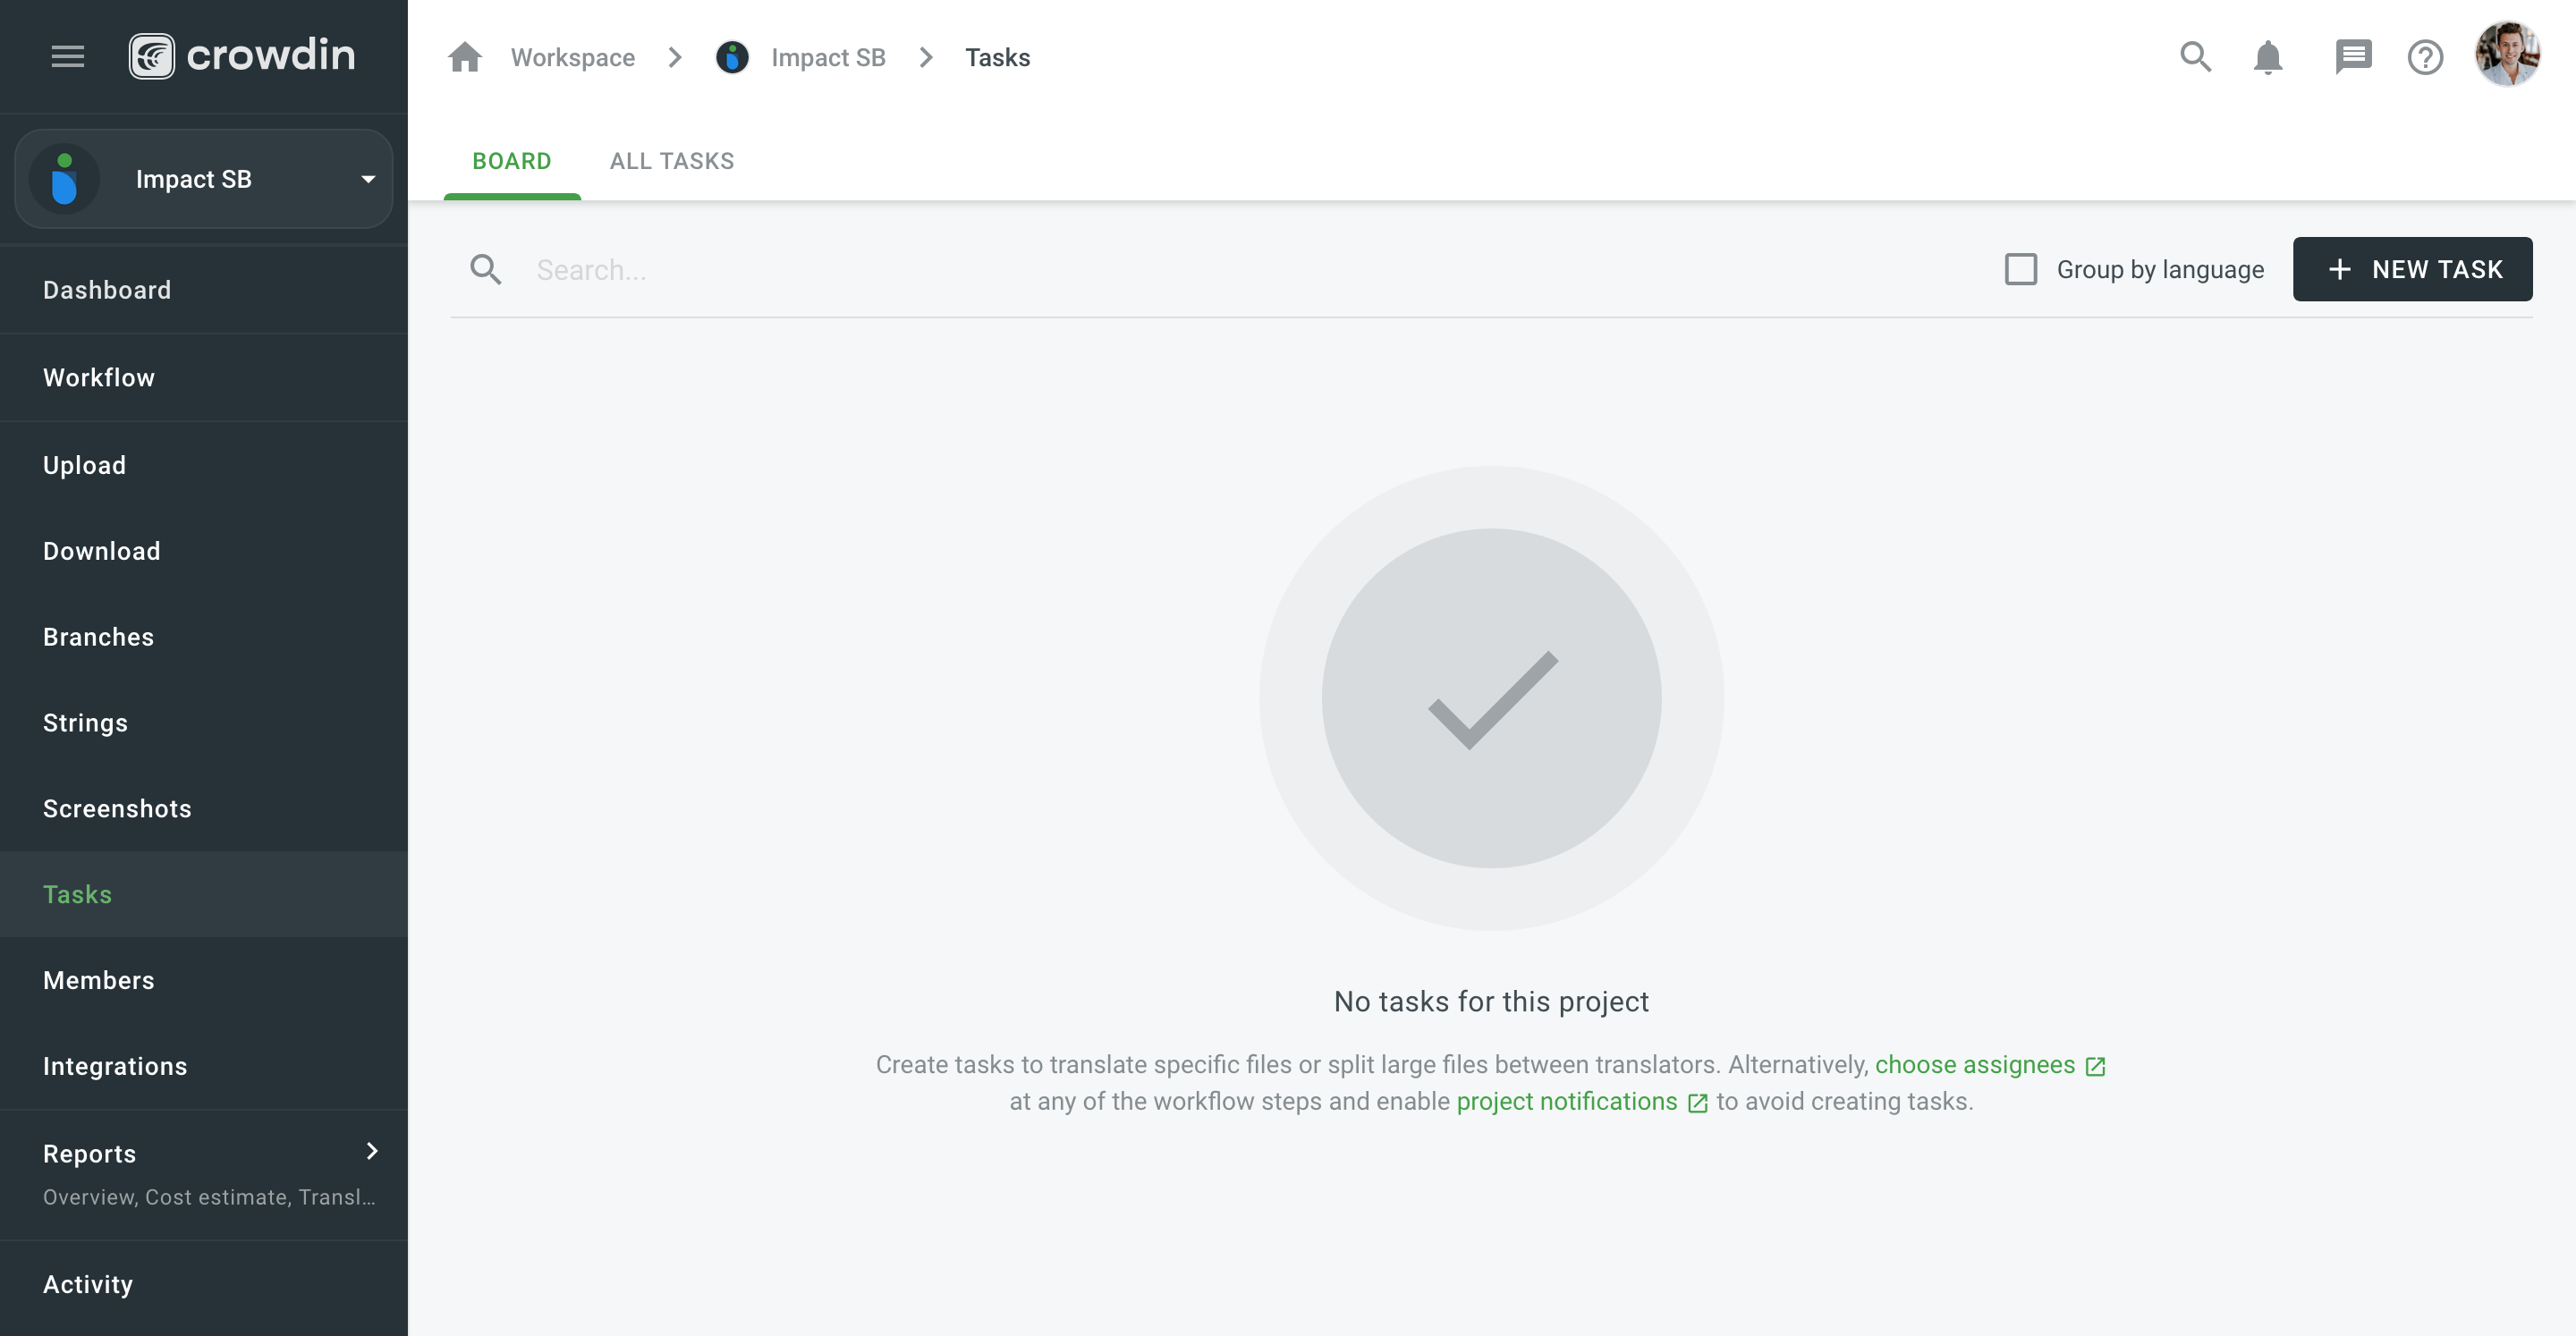 crowdin
Impact SB
Dashboard
Workflow
Upload
Download
Branches
Strings
Screenshots
Tasks
Members
Integrations
Reports
Overview, Cost estimate, Transl...
Activity
Workspace
Impact SB
Tasks
BOARD
ALL TASKS
Search...
Group by language
NEW TASK
No tasks for this project
Create tasks to translate specific files or split large files between translators. Alternatively, choose assignees
at any of the workflow steps and enable project notifications to avoid creating tasks.